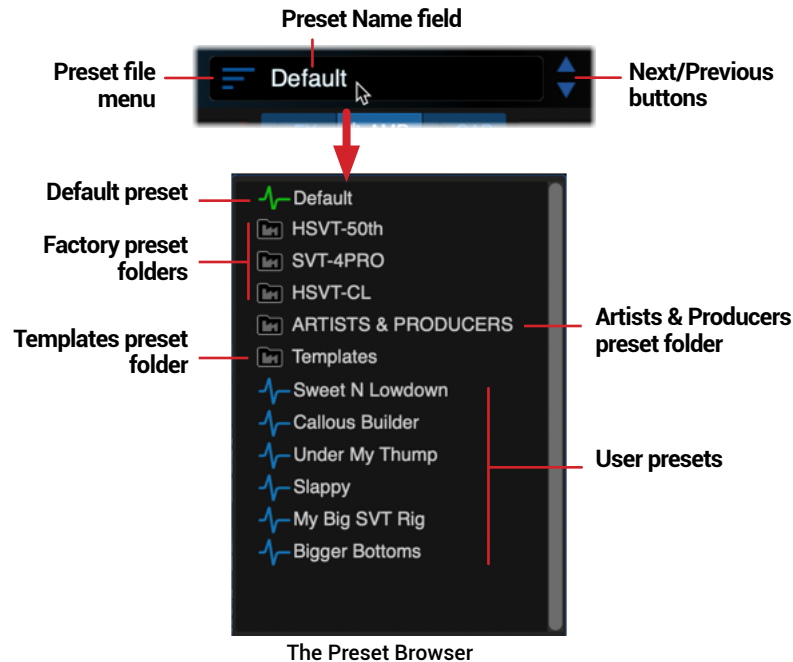 Preset Name field
Preset file
menu
Default
Next/Previous
buttons
AMP
Default preset
Default
Factory preset
folders
HSVT-50th
SVT-4PRO
HSVT-CL
ARTISTS & PRODUCERS
Artists & Producers
preset folder
Templates preset
folder
Templates
Sweet N Lowdown
Callous Builder
Under My Thump
User presets
Slappy
My Big SVT Rig
Bigger Bottoms
The Preset Browser